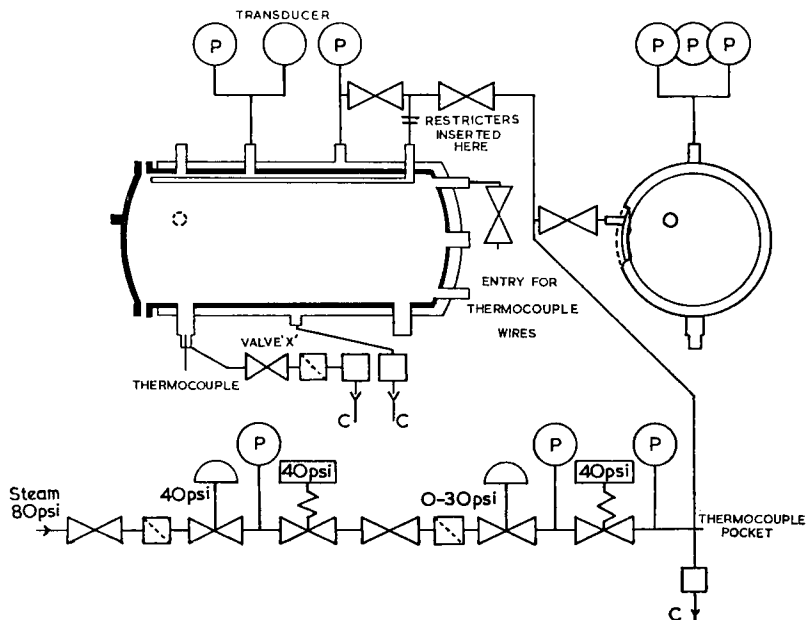 TRANSDUCER
P
P
P
P
P
RESTRICTERS
INSERTED
HERE
ENTRY FOR
THERMOCOUPLE
WIRES
VALVE 'X'
THERMOCOUPLE
C
C
P
P
P
40psi
40psi
0-30psi
40psi
Steam
80psi
THERMOCOUPLE
POCKET
C